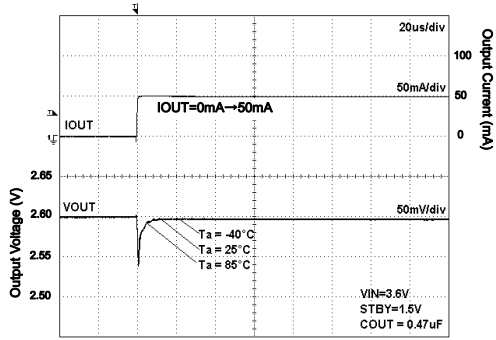 20us/div
100
50mA/div
50
IOUT=0mA→50mA
IOUT
0
Output Current (mA)
2.65
VOUT
50mV/div
2.60
Ta = -40°C
Ta = 25°C
2.55
Ta = 85°C
2.50
Output Voltage (V)
VIN=3.6V
STBY=1.5V
COUT = 0.47uF